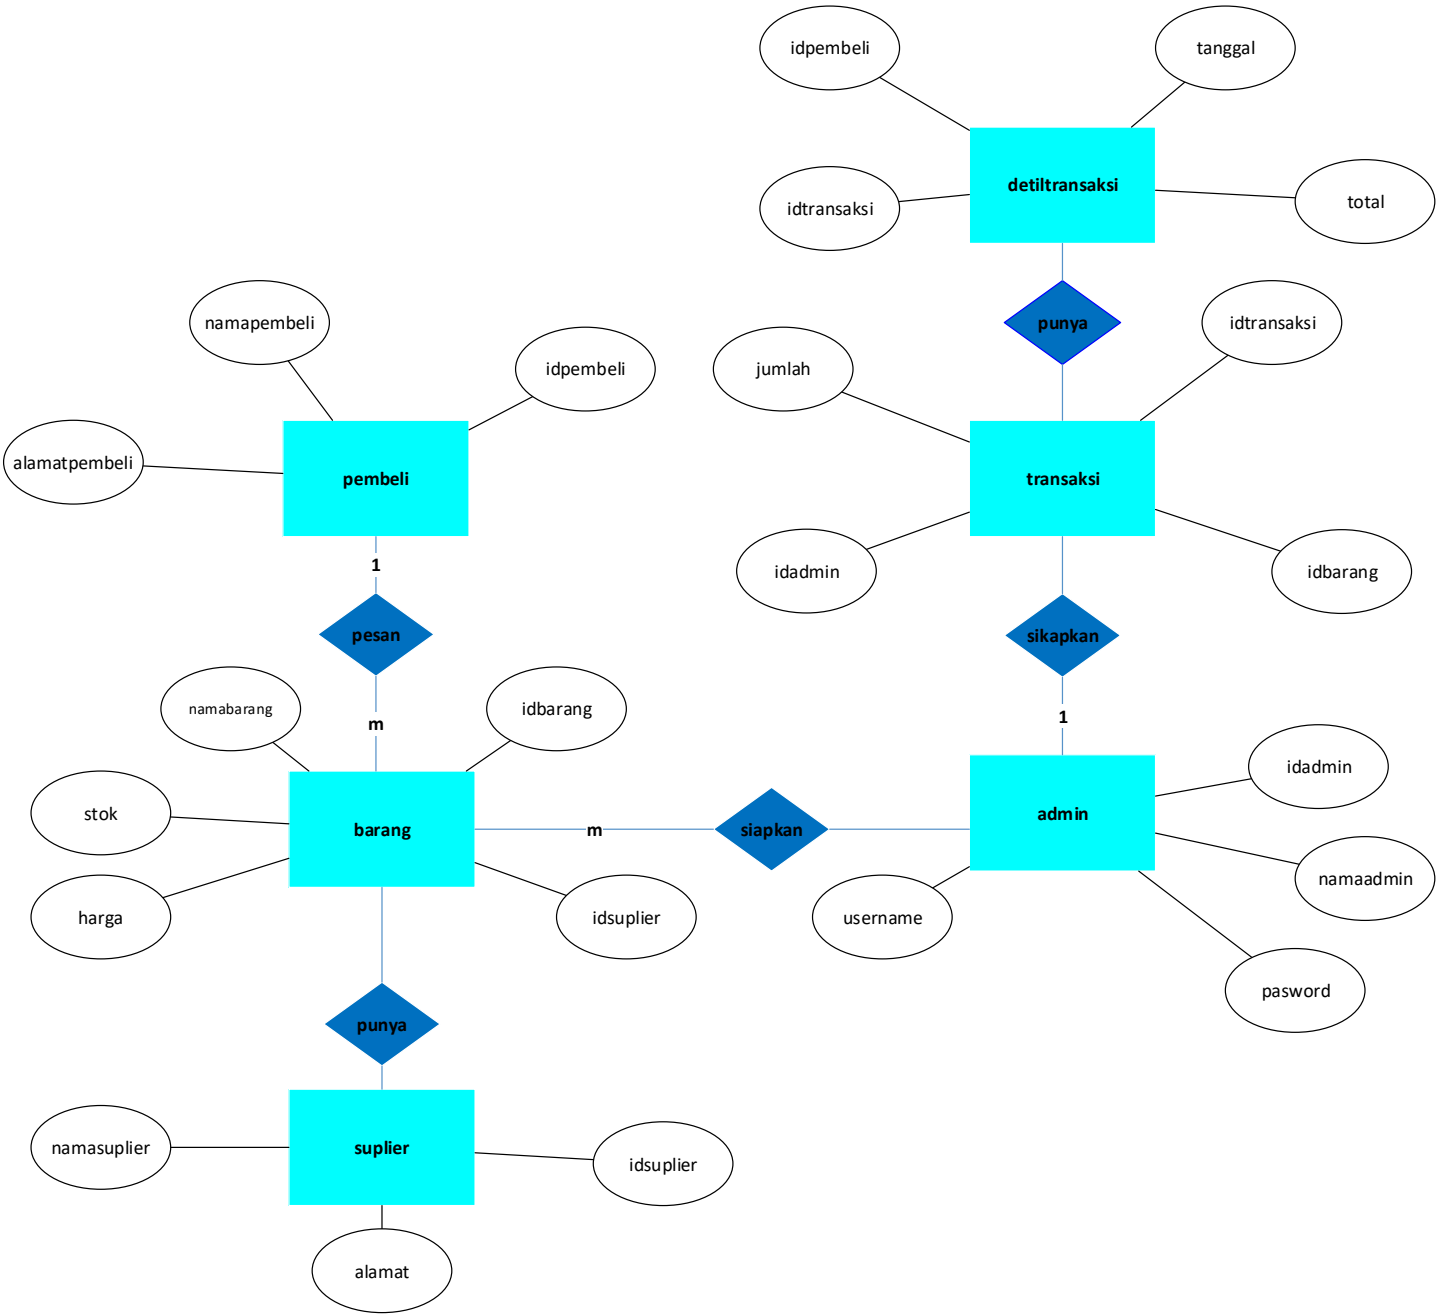 idpembeli
tanggal
detiltransaksi
idtransaksi
total
namapembeli
punya
idtransaksi
idpembeli
jumlah
alamatpembeli
pembeli
transaksi
1
idadmin
idbarang
pesan
sikapkan
namabarang
idbarang
m
1
idadmin
stok
barang
m
siapkan
admin
namaadmin
harga
idsuplier
username
pasword
punya
namasuplier
suplier
idsuplier
alamat